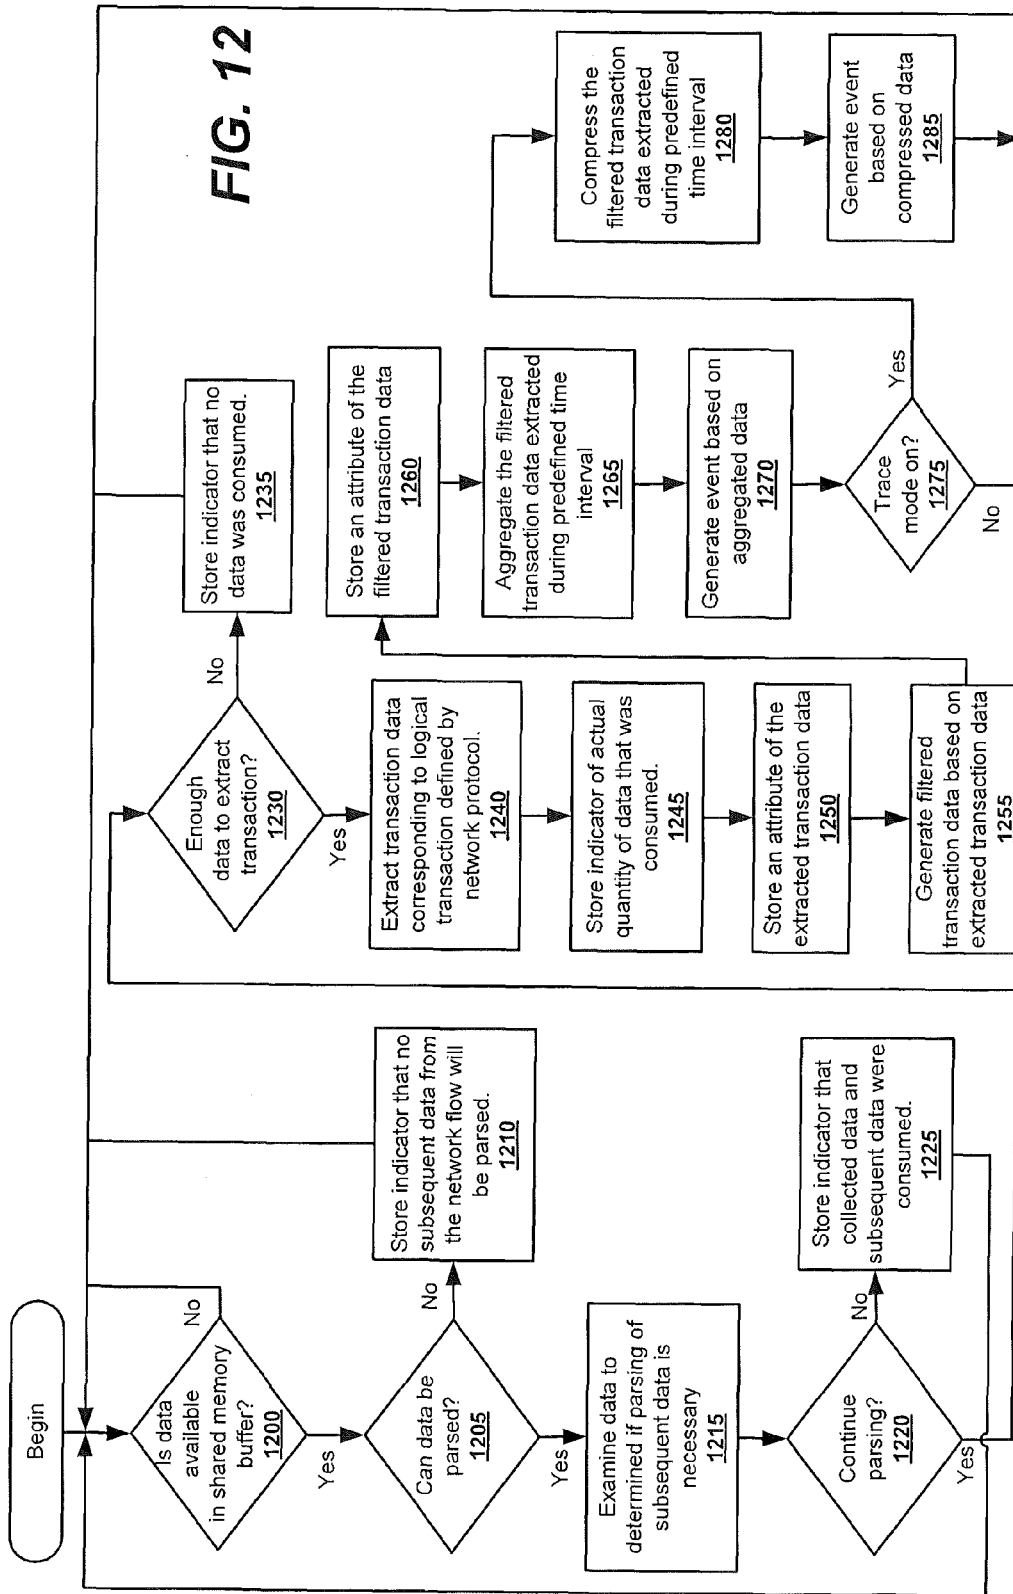 FIG. 12
Begin
Is data
available
in shared memory
buffer?
1200
No
Yes
Can data be
parsed?
1205
No
Store indicator that no
subsequent data from
the network flow will
be parsed.
1210
Yes
Examine data to
determined if parsing of
subsequent data is
necessary
1215
Continue
parsing?
1220
No
Store indicator that
collected data and
subsequent data were
consumed.
1225
Yes
Enough
data to extract
transaction?
1230
No
Store indicator that no
data was consumed.
1235
Yes
Extract transaction data
corresponding to logical
transaction defined by
network protocol.
1240
Store indicator of actual
quantity of data that was
consumed.
1245
Store an attribute of the
extracted transaction data
1250
Generate filtered
transaction data based on
extracted transaction data
1255
Store an attribute of the
filtered transaction data
1260
Aggregate the filtered
transaction data extracted
during predefined time
interval
1265
Generate event based on
aggregated data
1270
Trace
mode on?
1275
Yes
No
Compress the
filtered transaction
data extracted
during predefined
time interval
1280
Generate event
based on
compressed data
1285